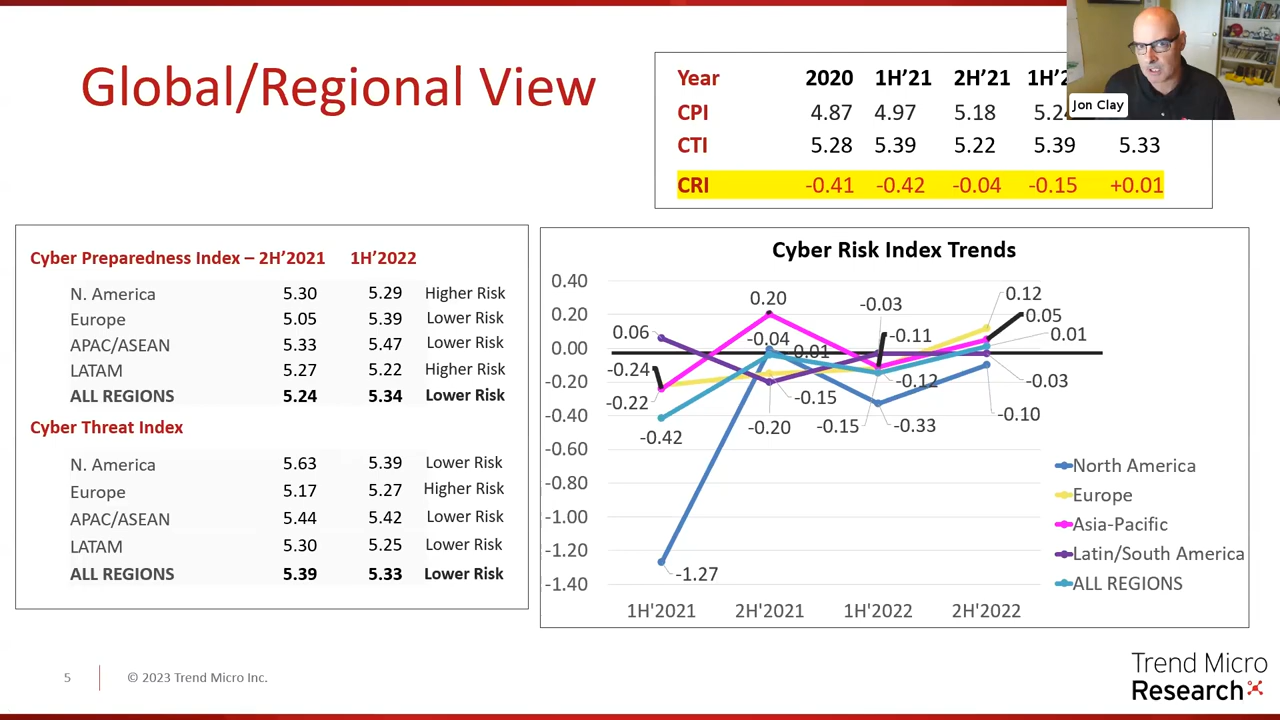 Global/Regional View
Year 2020 1H'21 2H'21
CPI 4.87 4.97 5.18
CTI 5.28 5.39 5.22 5.39 5.33
CRI -0.41 -0.42 -0.04 -0.15 +0.01
Jon Clay
Cyber Preparedness Index – 2H'2021 1H'2022
N. America 5.30 5.29 Higher Risk
Europe 5.05 5.39 Lower Risk
APAC/ASEAN 5.33 5.47 Lower Risk
LATAM 5.27 5.22 Higher Risk
ALL REGIONS 5.24 5.34 Lower Risk
Cyber Threat Index
N. America 5.63 5.39 Lower Risk
Europe 5.17 5.27 Higher Risk
APAC/ASEAN 5.44 5.42 Lower Risk
LATAM 5.30 5.25 Lower Risk
ALL REGIONS 5.39 5.33 Lower Risk
Cyber Risk Index Trends
0.40
0.20
0.00
-0.20
-0.40
-0.60
-0.80
-1.00
-1.20
-1.40
0.06
-0.24
-0.22
-0.42
-1.27
0.20
-0.04
0.01
-0.15
-0.20
-0.03
-0.11
-0.12
-0.15
-0.33
0.12
0.05
0.01
-0.03
-0.10
1H'2021 2H'2021 1H'2022 2H'2022
North America
Europe
Asia-Pacific
Latin/South America
ALL REGIONS
5
© 2023 Trend Micro Inc.
Trend Micro
Research